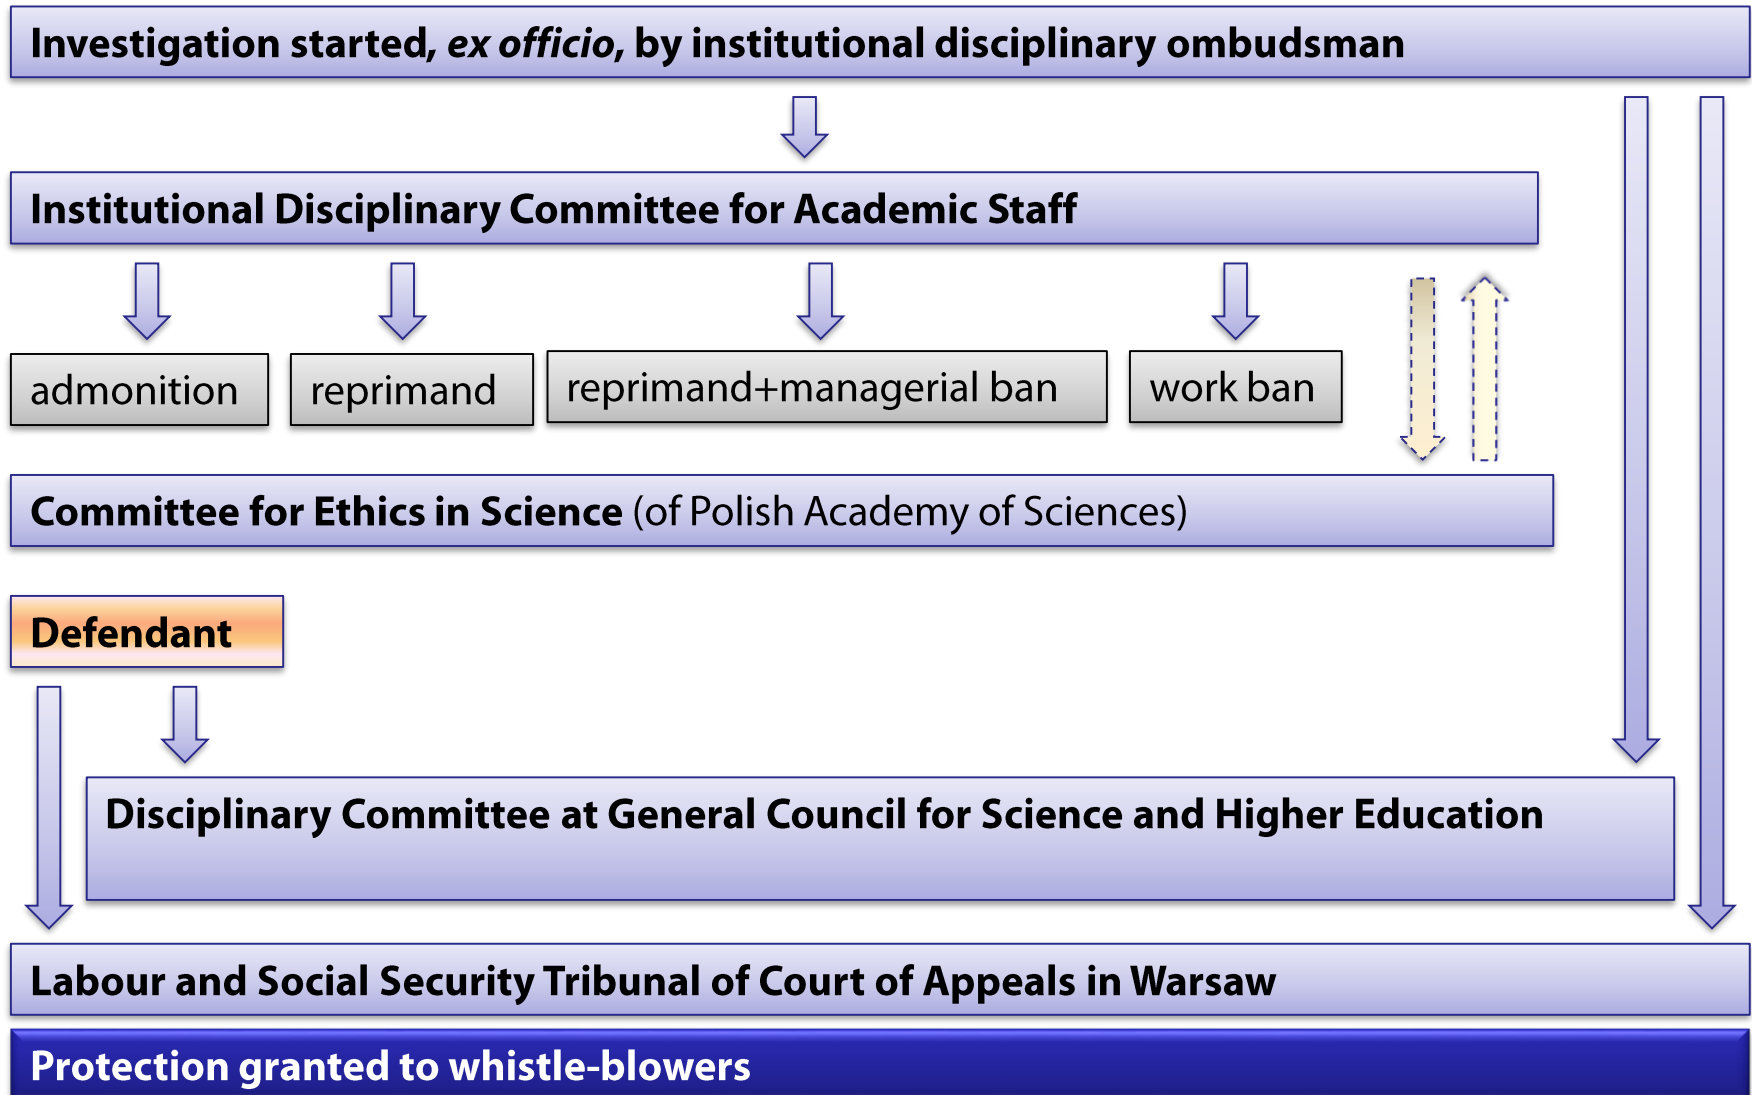 Investigation started, ex officio, by institutional disciplinary ombudsman
Institutional Disciplinary Committee for Academic Staff
admonition
reprimand
reprimand+managerial ban
work ban
Committee for Ethics in Science (of Polish Academy of Sciences)
Defendant
Disciplinary Committee at General Council for Science and Higher Education
Labour and Social Security Tribunal of Court of Appeals in Warsaw
Protection granted to whistle-blowers